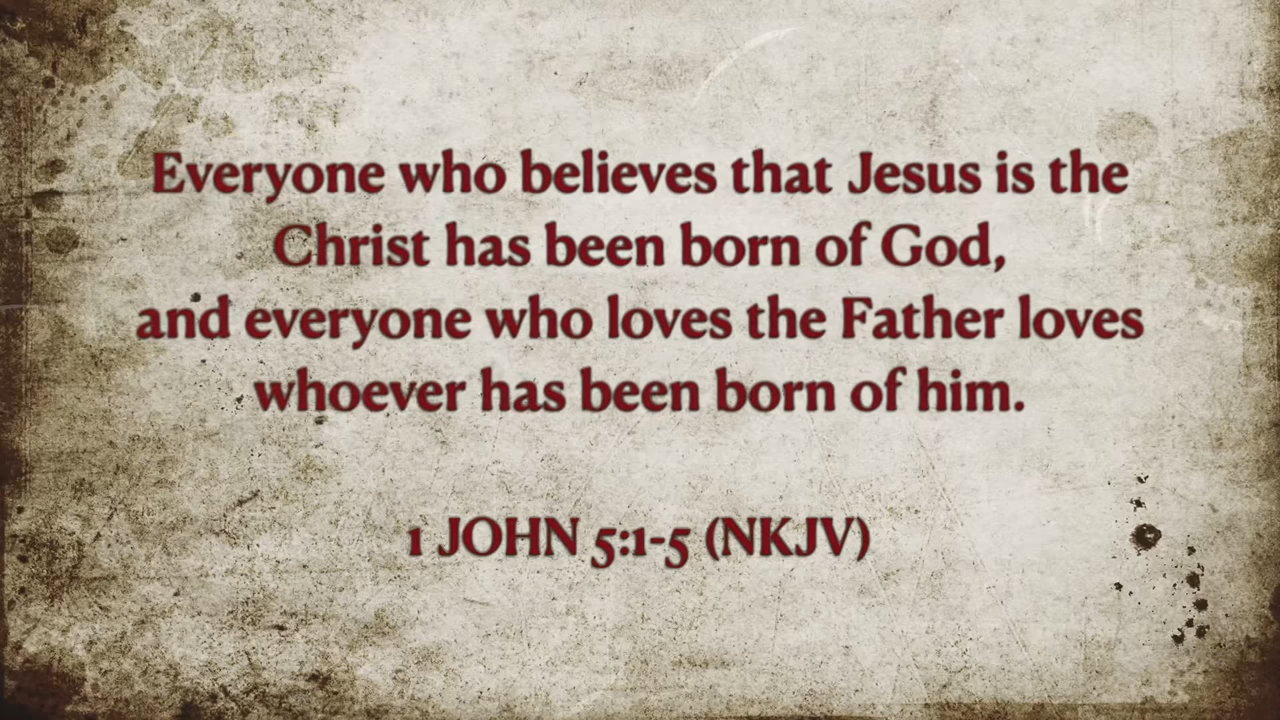 Everyone who believes that Jesus is the
Christ has been born of God,
and everyone who loves the Father loves
whoever has been born of him.
1 JOHN 5:1-5 (NKJV)